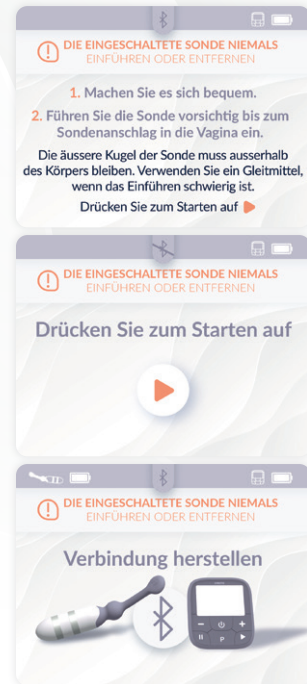 DIE EINGESCHALTETE SONDE NIEMALS
EINFÜHREN ODER ENTFERNEN
1. Machen Sie es sich bequem.
2. Führen Sie die Sonde vorsichtig bis zum
Sondenanschlag in die Vagina ein.
Die äussere Kugel der Sonde muss ausserhalb
des Körpers bleiben. Verwenden Sie ein Gleitmittel,
wenn das Einführen schwierig ist.
Drücken Sie zum Starten auf
DIE EINGESCHALTETE SONDE NIEMALS
EINFÜHREN ODER ENTFERNEN
Drücken Sie zum Starten auf
DIE EINGESCHALTETE SONDE NIEMALS
EINFÜHREN ODER ENTFERNEN
Verbindung herstellen
P